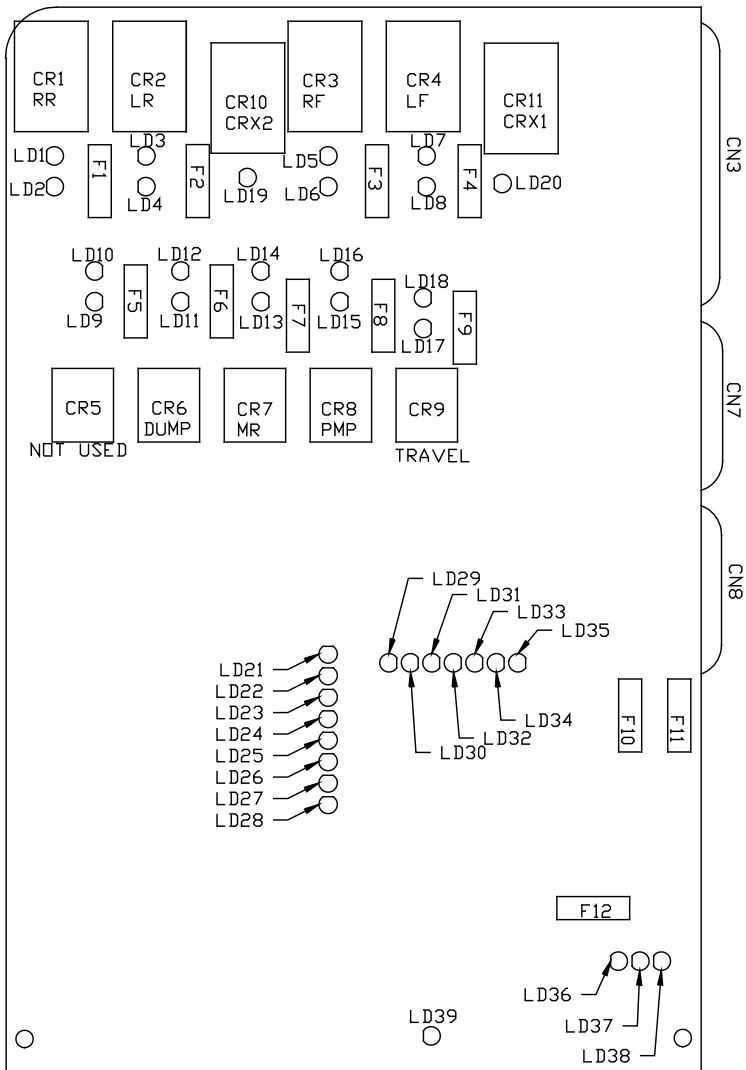 CR1
RR
CR2
LR
CR10
CRX2
CR3
RF
CR4
LF
CR11
CRX1
CN3
LD1
LD2
F1
LD3
LD4
F2
LD19
LD5
LD6
F3
LD7
LD8
F4
LD20
LD10
LD9
F5
LD12
LD11
F6
LD14
LD13
F7
LD16
LD15
F8
LD18
LD17
F9
CN7
CR5
NOT USED
CR6
DUMP
CR7
MR
CR8
PMP
CR9
TRAVEL
CN8
LD29
LD31
LD33
LD35
LD34
LD32
LD30
LD21
LD22
LD23
LD24
LD25
LD26
LD27
LD28
F10
F11
F12
LD36
LD37
LD38
LD39